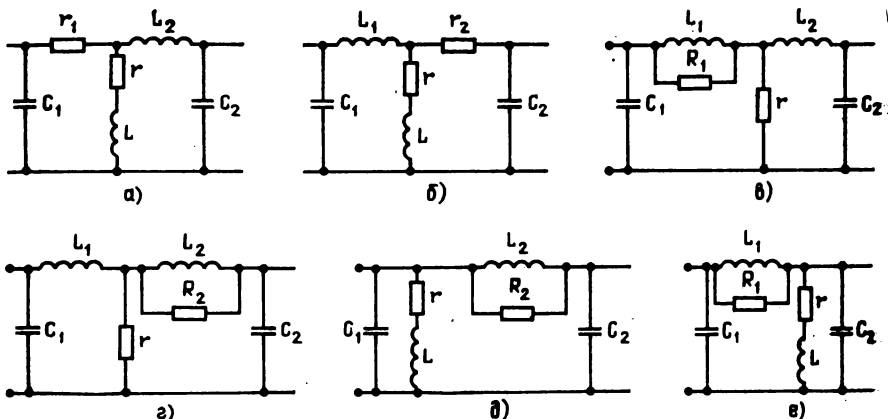 r₁ L₂ L₁ r₂ L₁ L₂
C₁ r L C₂ C₁ r L C₂ C₁ R₁ r C₂
а) б) в)
L₁ L₂ L₂ L₁
C₁ r R₂ C₂ C₁ r L R₂ C₂ C₁ R₁ r L C₂
г) д) е)